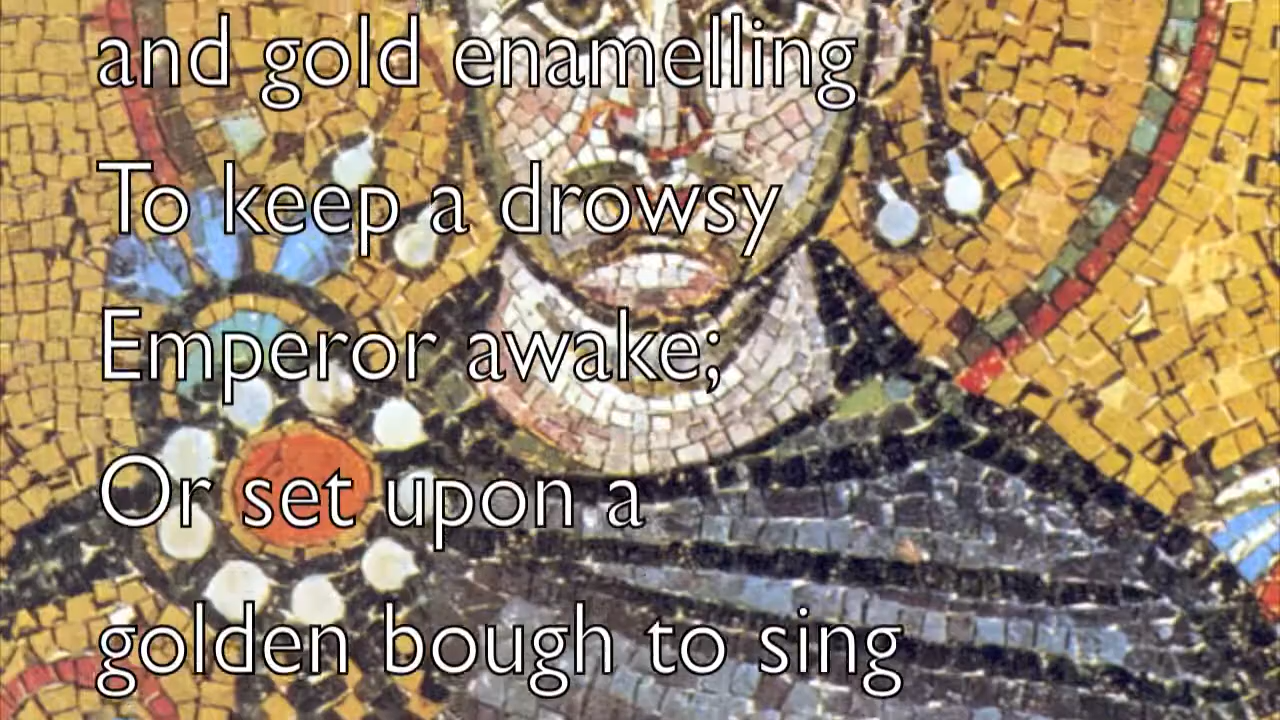 and gold enamelling
To keep a drowsy
Emperor awake;
Or set upon a
golden bough to sing